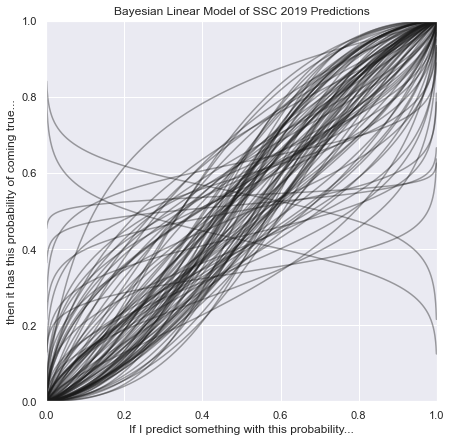 Bayesian Linear Model of SSC 2019 Predictions
then it has this probability of coming true...
1.0
0.8
0.6
0.4
0.2
0.0
0.0 0.2 0.4 0.6 0.8 1.0
If I predict something with this probability...